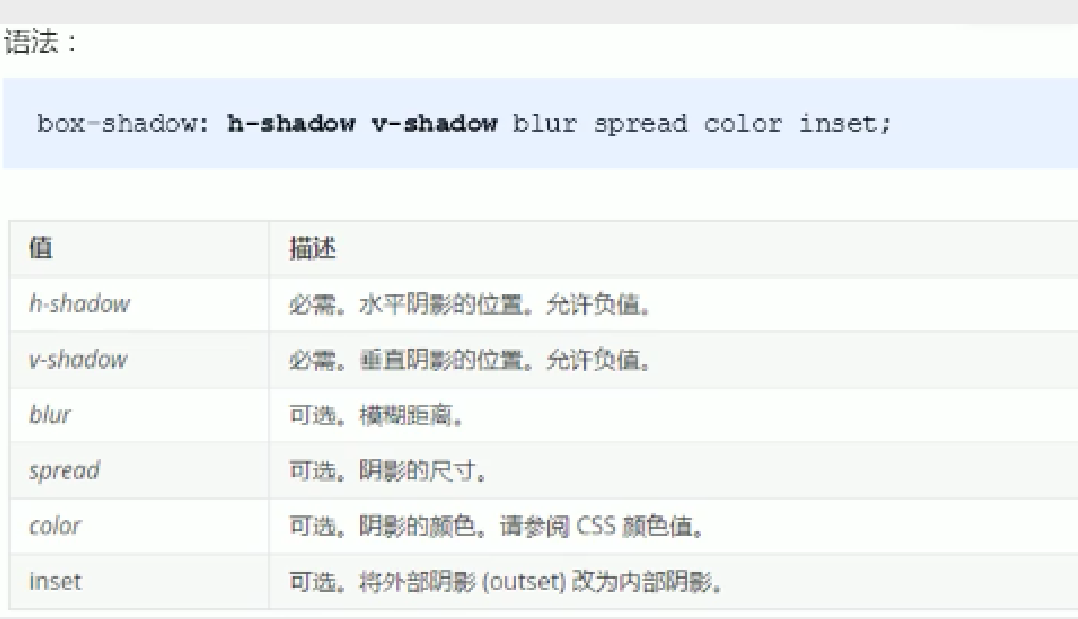 语法：
box-shadow: h-shadow v-shadow blur spread color inset;
值 描述
h-shadow 必需。水平阴影的位置。允许负值。
v-shadow 必需。垂直阴影的位置。允许负值。
blur 可选。模糊距离。
spread 可选。阴影的尺寸。
color 可选。阴影的颜色。请参阅 CSS 颜色值。
inset 可选。将外部阴影 (outset) 改为内部阴影。